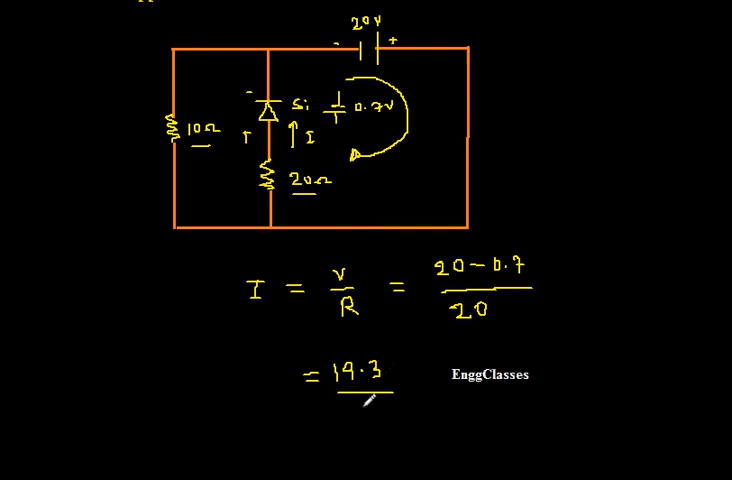 20V
- +
-
Si 0.7V
10Ω + I
20Ω
I = V/R = 20-0.7/20
= 19.3
EnggClasses